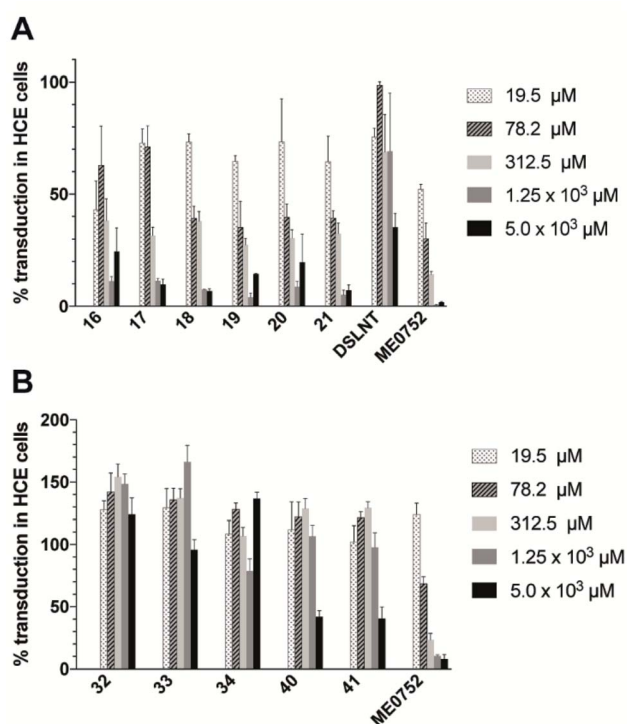 A
% transduction in HCE cells
100
50
0
16 17 18 19 20 21 DSLNT ME0752
19.5 µM
78.2 µM
312.5 µM
1.25 x 10³ µM
5.0 x 10³ µM
B
% transduction in HCE cells
200
150
100
50
0
32 33 34 40 41 ME0752
19.5 µM
78.2 µM
312.5 µM
1.25 x 10³ µM
5.0 x 10³ µM